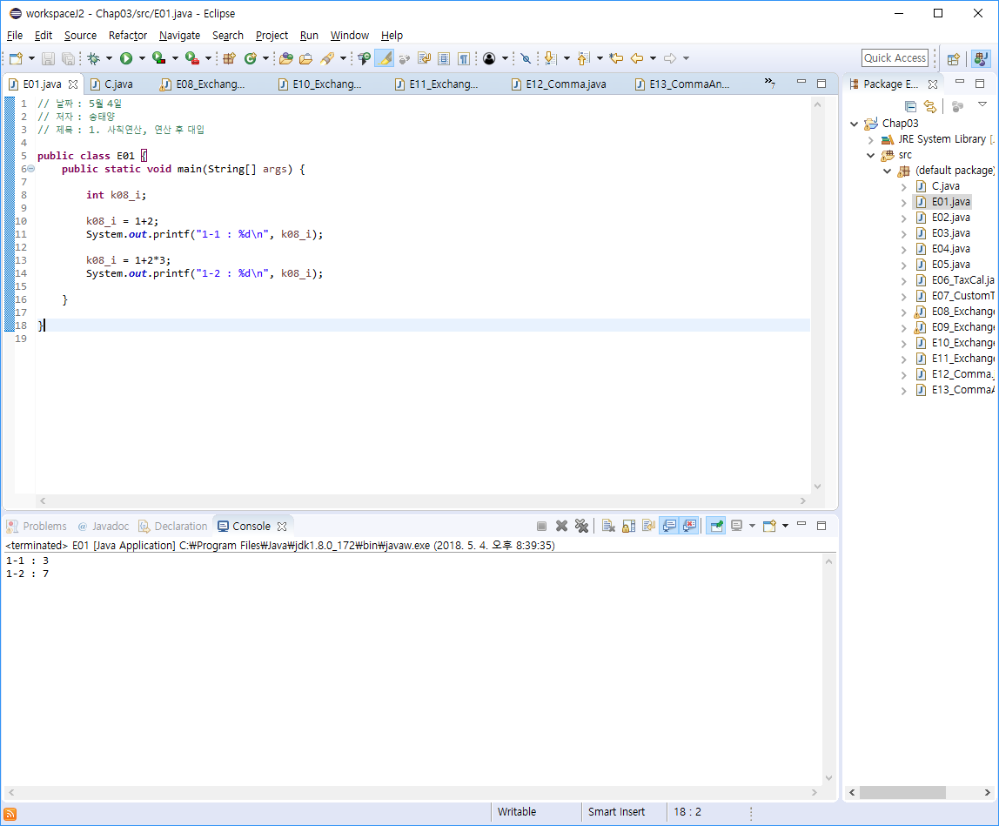 workspaceJ2 - Chap03/src/E01.java - Eclipse
File Edit Source Refactor Navigate Search Project Run Window Help
Quick Access
E01.java C.java E08_Exchang... E10_Exchang... E11_Exchang... E12_Comma.java E13_CommaAn... »7
1 // 날짜 : 5월 4일
2 // 저자 : 송태양
3 // 제목 : 1. 사칙연산, 연산 후 대입
4
5 public class E01 {
6 public static void main(String[] args) {
7
8 int k08_i;
9
10 k08_i = 1+2;
11 System.out.printf("1-1 : %d\n", k08_i);
12
13 k08_i = 1+2*3;
14 System.out.printf("1-2 : %d\n", k08_i);
15
16 }
17
18 }
19
Package E...
Chap03
JRE System Library [.
src
(default package)
C.java
E01.java
E02.java
E03.java
E04.java
E05.java
E06_TaxCal.ja
E07_CustomT
E08_Exchange
E09_Exchange
E10_Exchange
E11_Exchange
E12_Comma.j
E13_CommaA
Problems @ Javadoc Declaration Console
<terminated> E01 [Java Application] C:₩Program Files₩Java₩jdk1.8.0_172₩bin₩javaw.exe (2018. 5. 4. 오후 8:39:35)
1-1 : 3
1-2 : 7
Writable Smart Insert 18 : 2